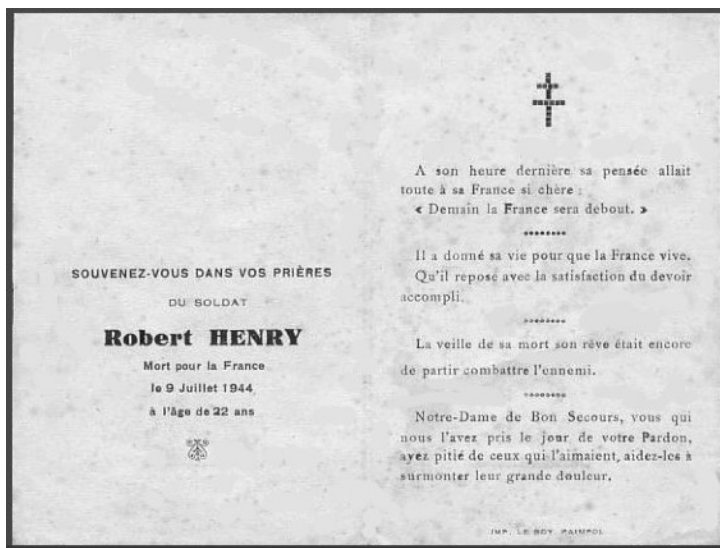 SOUVENEZ-VOUS DANS VOS PRIÈRES
DU SOLDAT
Robert HENRY
Mort pour la France
le 9 Juillet 1944
à l'âge de 22 ans
A son heure dernière sa pensée allait
toute à sa France si chère :
« Demain la France sera debout. »
Il a donné sa vie pour que la France vive.
Qu'il repose avec la satisfaction du devoir
accompli.
La veille de sa mort son rêve était encore
de partir combattre l'ennemi.
Notre-Dame de Bon Secours, vous qui
nous l'avez pris le jour de votre Pardon,
ayez pitié de ceux qui l'aimaient, aidez-les à
surmonter leur grande douleur.
IMP. LE ROY PAIMPOL